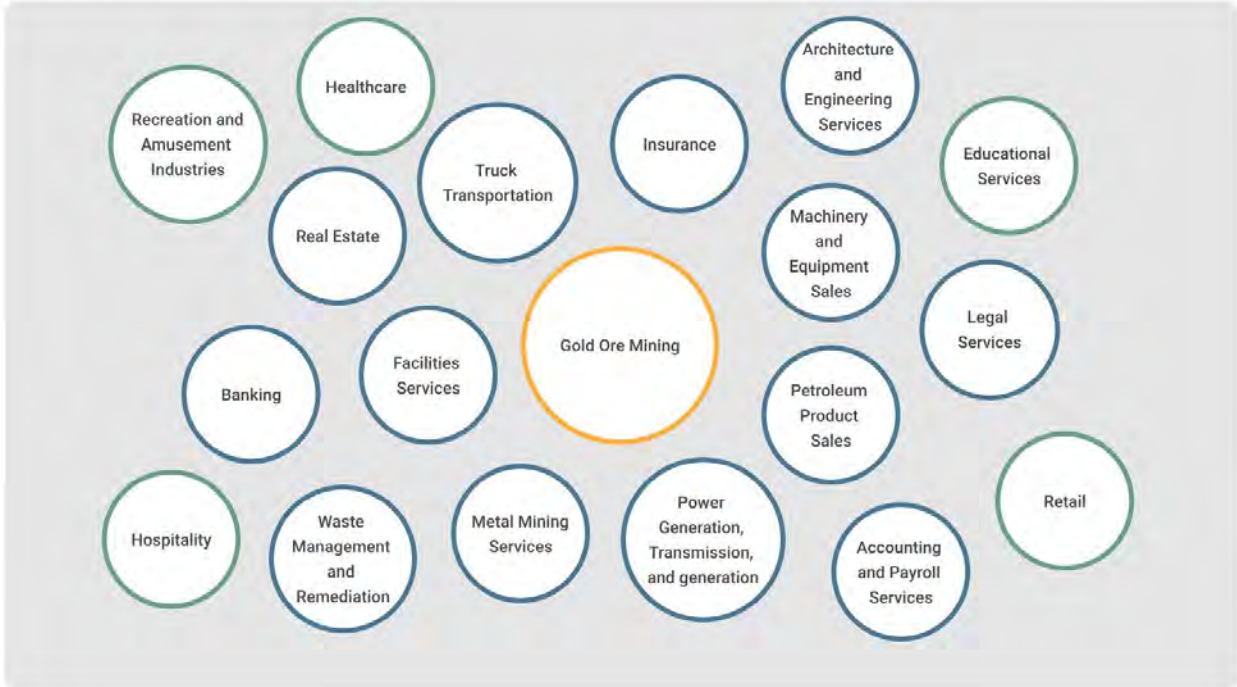 Healthcare
Recreation and
Amusement
Industries
Truck
Transportation
Insurance
Architecture
and
Engineering
Services
Educational
Services
Real Estate
Machinery
and
Equipment
Sales
Gold Ore Mining
Legal
Services
Banking
Facilities
Services
Petroleum
Product
Sales
Hospitality
Waste
Management
and
Remediation
Metal Mining
Services
Power
Generation,
Transmission,
and generation
Accounting
and Payroll
Services
Retail